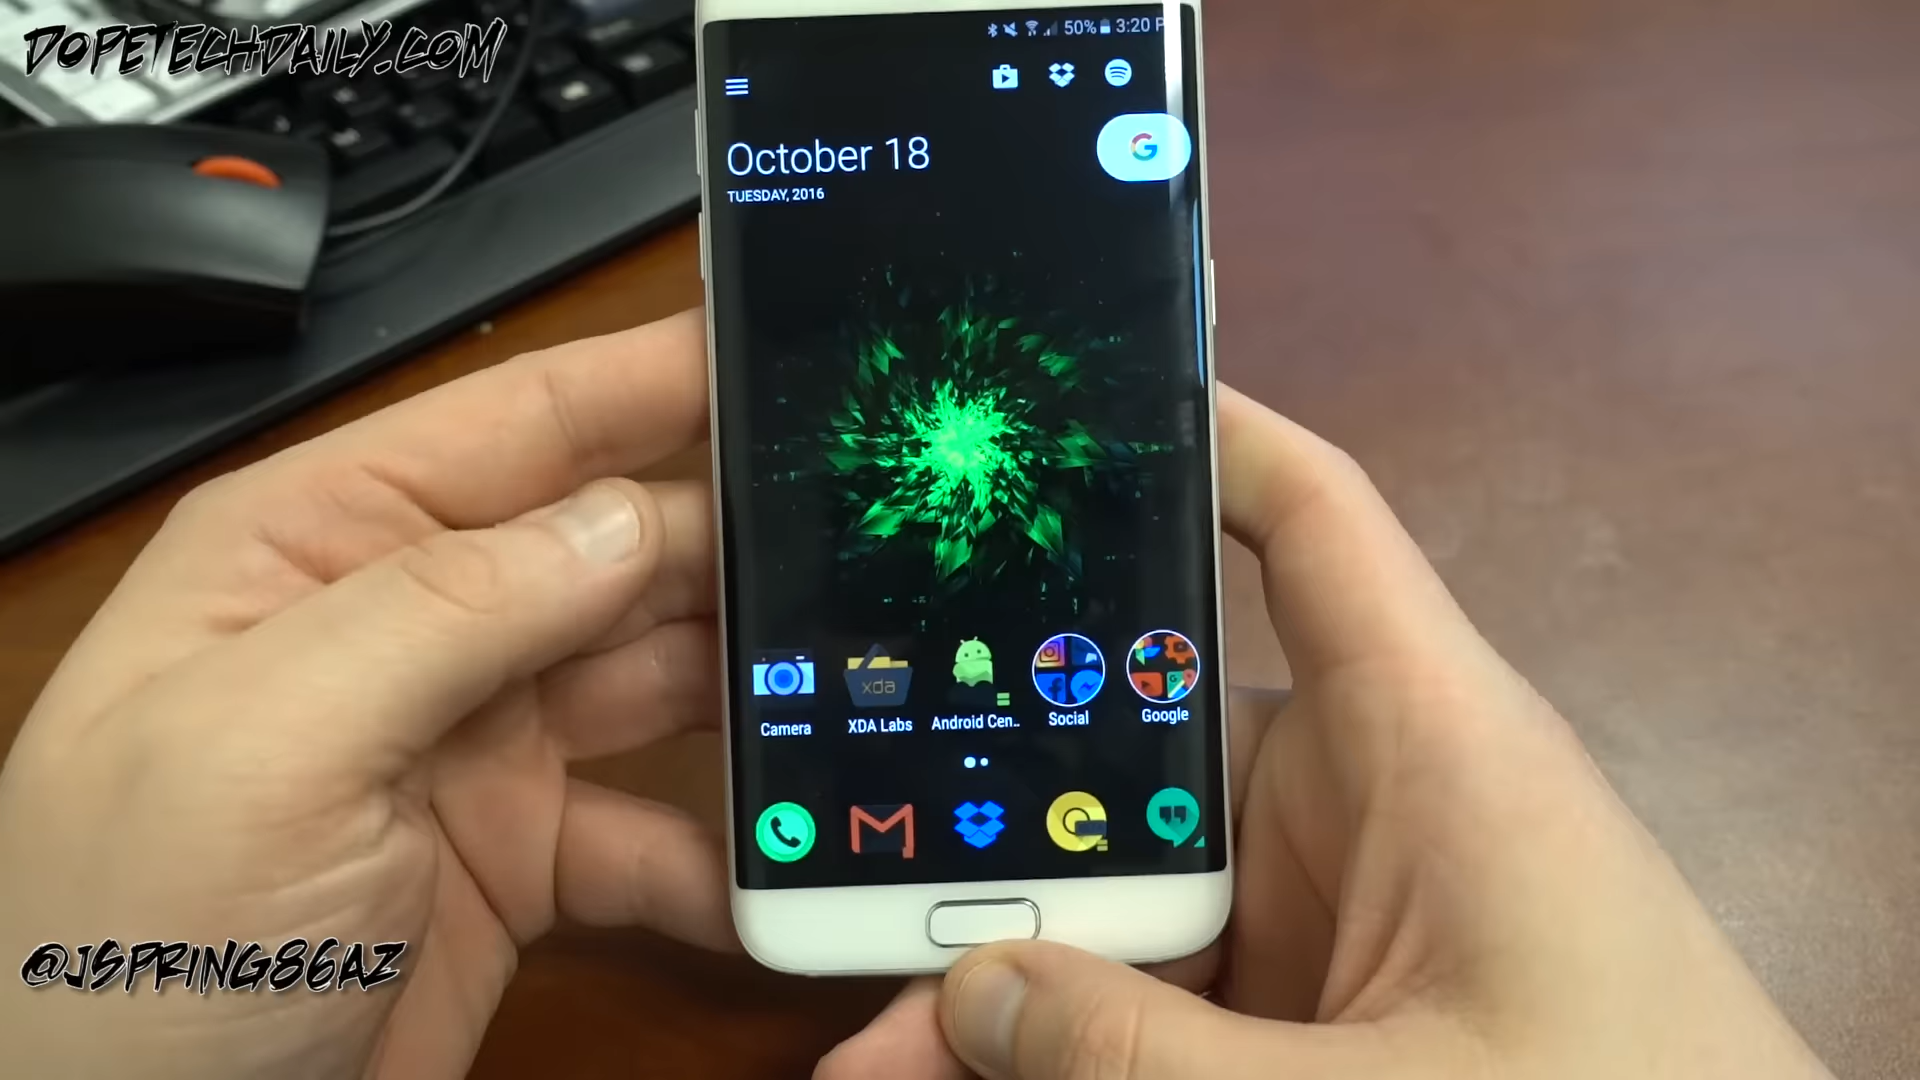 DOPETECHDAILY.COM
50% 3:20 P
October 18
TUESDAY, 2016
G
xda
Camera
XDA Labs
Android Cen..
Social
Google
@JSPRING86AZ